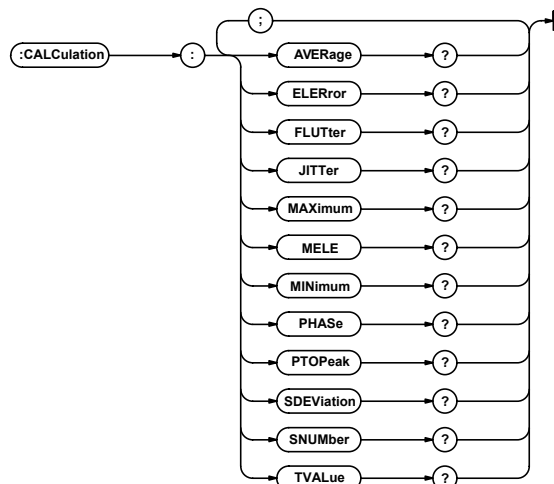 ;
:CALCulation : AVERage ?
ELERror ?
FLUTter ?
JITTer ?
MAXimum ?
MELE ?
MINimum ?
PHASe ?
PTOPeak ?
SDEViation ?
SNUMber ?
TVALue ?